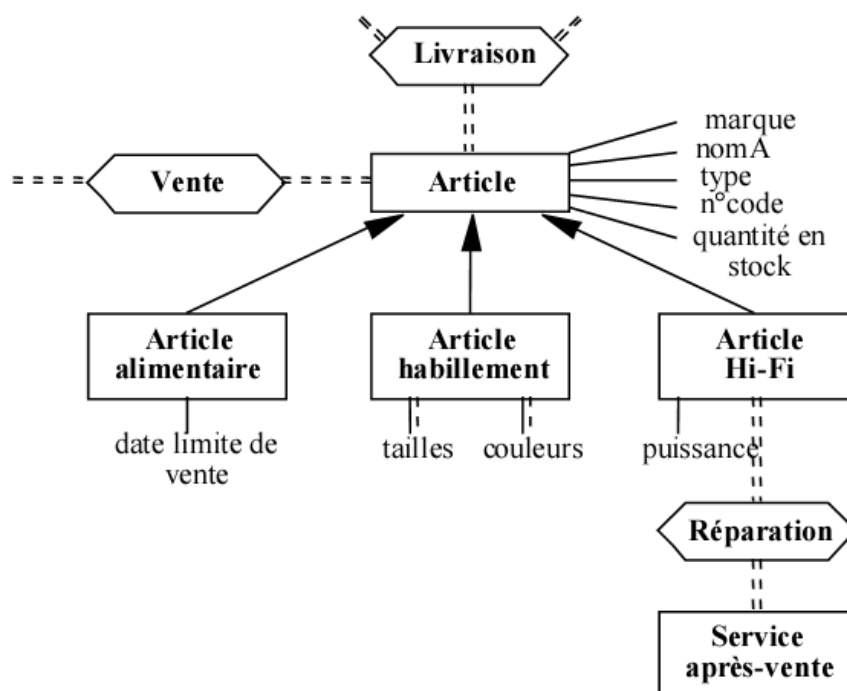 Livraison
marque
nomA
Vente
Article
type
n°code
quantité en
stock
Article
alimentaire
Article
habillement
Article
Hi-Fi
date limite de
vente
tailles
couleurs
puissance
Réparation
Service
après-vente